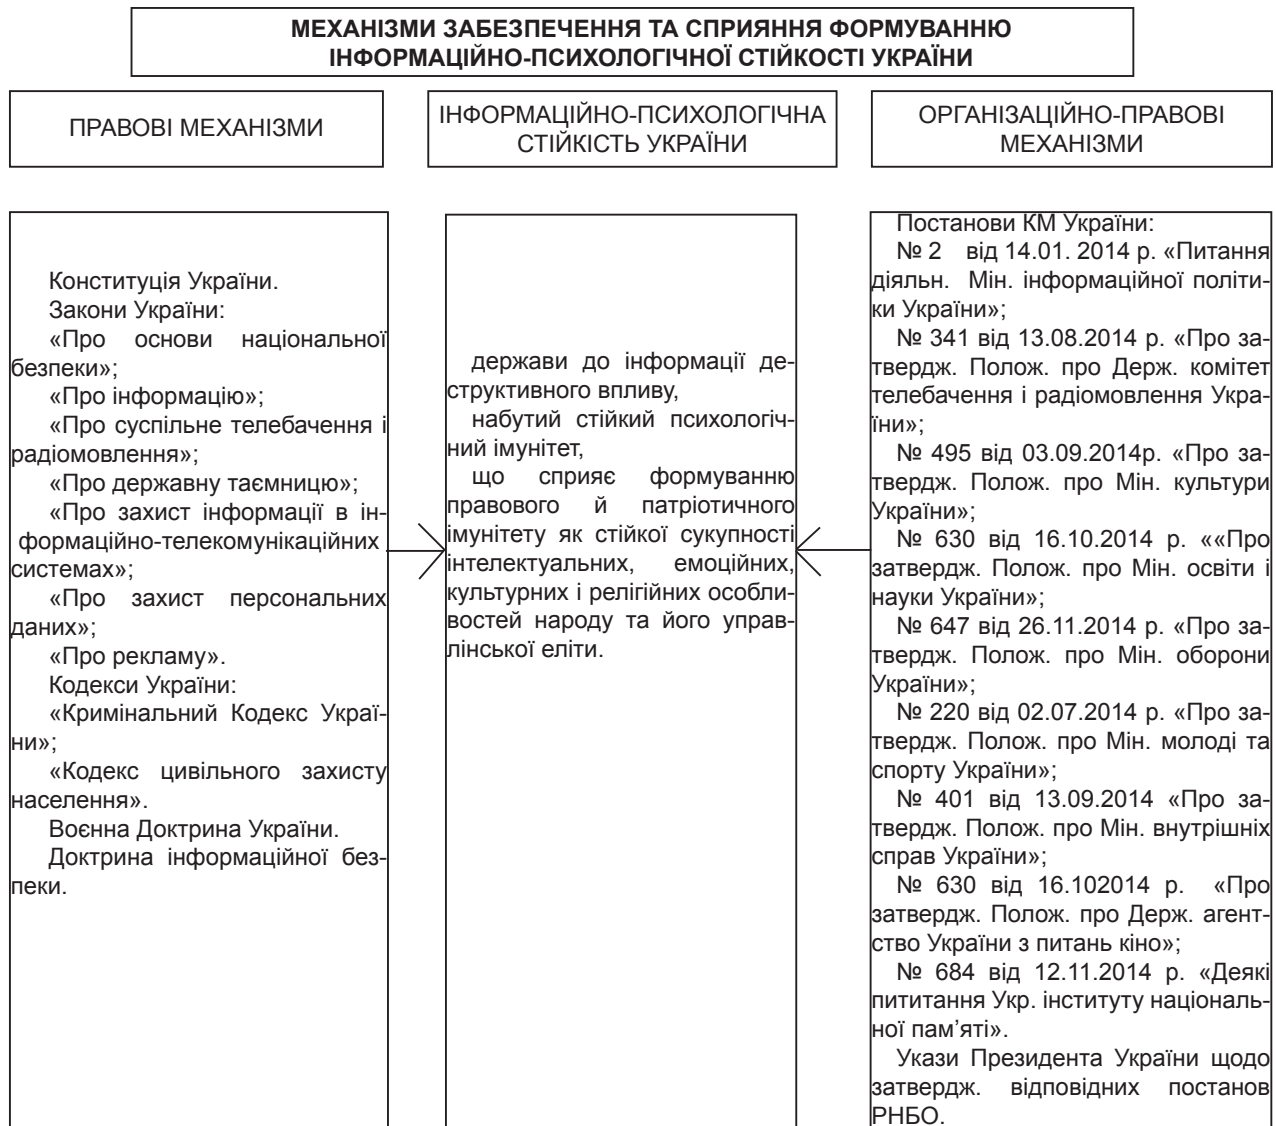 МЕХАНІЗМИ ЗАБЕЗПЕЧЕННЯ ТА СПРИЯННЯ ФОРМУВАННЮ
ІНФОРМАЦІЙНО-ПСИХОЛОГІЧНОЇ СТІЙКОСТІ УКРАЇНИ
ПРАВОВІ МЕХАНІЗМИ
ІНФОРМАЦІЙНО-ПСИХОЛОГІЧНА
СТІЙКІСТЬ УКРАЇНИ
ОРГАНІЗАЦІЙНО-ПРАВОВІ
МЕХАНІЗМИ
Конституція України.
Закони України:
«Про основи національної
безпеки»;
«Про інформацію»;
«Про суспільне телебачення і
радіомовлення»;
«Про державну таємницю»;
«Про захист інформації в ін-
формаційно-телекомунікаційних
системах»;
«Про захист персональних
даних»;
«Про рекламу».
Кодекси України:
«Кримінальний Кодекс Украї-
ни»;
«Кодекс цивільного захисту
населення».
Воєнна Доктрина України.
Доктрина інформаційної без-
пеки.
держави до інформації де-
структивного впливу,
набутий стійкий психологіч-
ний імунітет,
що сприяє формуванню
правового й патріотичного
імунітету як стійкої сукупності
інтелектуальних, емоційних,
культурних і релігійних особли-
востей народу та його управ-
лінської еліти.
Постанови КМ України:
№ 2 від 14.01. 2014 р. «Питання
діяльн. Мін. інформаційної політи-
ки України»;
№ 341 від 13.08.2014 р. «Про за-
твердж. Полож. про Держ. комітет
телебачення і радіомовлення Укра-
їни»;
№ 495 від 03.09.2014р. «Про за-
твердж. Полож. про Мін. культури
України»;
№ 630 від 16.10.2014 р. ««Про
затвердж. Полож. про Мін. освіти і
науки України»;
№ 647 від 26.11.2014 р. «Про за-
твердж. Полож. про Мін. оборони
України»;
№ 220 від 02.07.2014 р. «Про за-
твердж. Полож. про Мін. молоді та
спорту України»;
№ 401 від 13.09.2014 «Про за-
твердж. Полож. про Мін. внутрішніх
справ України»;
№ 630 від 16.102014 р. «Про
затвердж. Полож. про Держ. агент-
ство України з питань кіно»;
№ 684 від 12.11.2014 р. «Деякі
пититання Укр. інституту національ-
ної пам’яті».
Укази Президента України щодо
затвердж. відповідних постанов
РНБО.